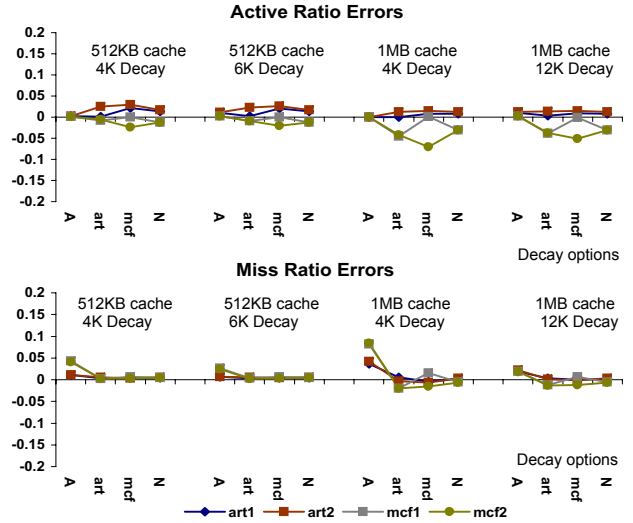 Active Ratio Errors
512KB cache 512KB cache 1MB cache 1MB cache
4K Decay 6K Decay 4K Decay 12K Decay
0.2
0.15
0.1
0.05
0
-0.05
-0.1
-0.15
-0.2
A art mcf N A art mcf N A art mcf N A art mcf N
Decay options
Miss Ratio Errors
512KB cache 512KB cache 1MB cache 1MB cache
4K Decay 6K Decay 4K Decay 12K Decay
0.2
0.15
0.1
0.05
0
-0.05
-0.1
-0.15
-0.2
Decay options
A art mcf N A art mcf N A art mcf N A art mcf N
art1 art2 mcf1 mcf2